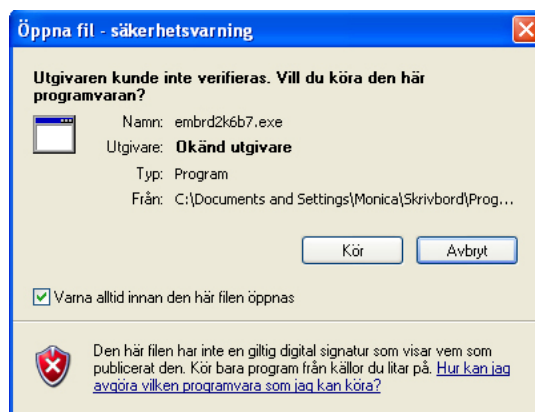 Öppna fil - säkerhetsvarning
Utgivaren kunde inte verifieras. Vill du köra den här
programvaran?
Namn: embrd2k6b7.exe
Utgivare: Okänd utgivare
Typ: Program
Från: C:\Documents and Settings\Monica\Skrivbord\Prog...
Kör Avbryt
Varna alltid innan den här filen öppnas
Den här filen har inte en giltig digital signatur som visar vem som
publicerat den. Kör bara program från källor du litar på. Hur kan jag
avgöra vilken programvara som jag kan köra?